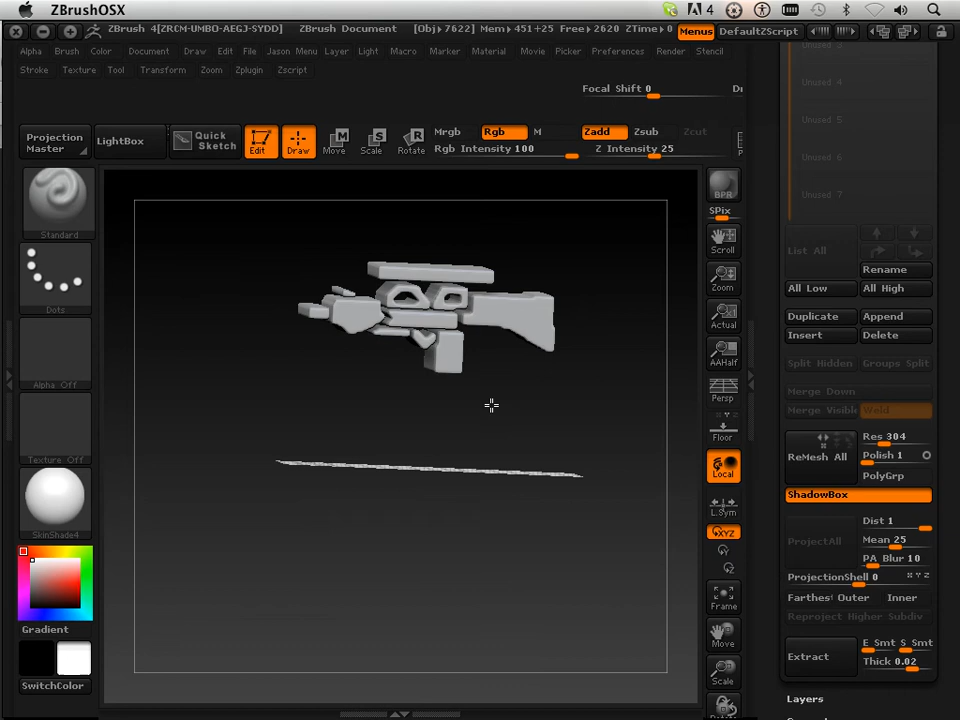 ZBrushOSX
4
ZBrush 4[ZRCM-UMBO-AEGJ-SYDD] ZBrush Document [Obj>7622] Mem>451+25 Free>2620 ZTime>0 Menus DefaultZScript
Alpha Brush Color Document Draw Edit File Jason Menu Layer Light Macro Marker Material Movie Picker Preferences Render Stencil
Stroke Texture Tool Transform Zoom Zplugin Zscript
Focal Shift 0
Projection Master
LightBox
Quick Sketch
Edit
Draw
Move
Scale
Rotate
Mrgb Rgb M Zadd Zsub Zcut
Rgb Intensity 100 Z Intensity 25
Standard
Dots
Alpha Off
Texture Off
SkinShade4
Gradient
SwitchColor
BPR
SPix
Scroll
Zoom
Actual
AAHalf
Persp
Floor
Local
L.Sym
XYZ
Frame
Move
Scale
Unused 4
Unused 5
Unused 6
Unused 7
List All
Rename
All Low All High
Duplicate Append
Insert Delete
Split Hidden Groups Split
Merge Down
Merge Visible Weld
ReMesh All
Res 304
Polish 1
PolyGrp
ShadowBox
ProjectAll
Dist 1
Mean 25
PA Blur 10
ProjectionShell 0 X Y Z
Farthest Outer Inner
Reproject Higher Subdiv
Extract
E Smt S Smt
Thick 0.02
Layers